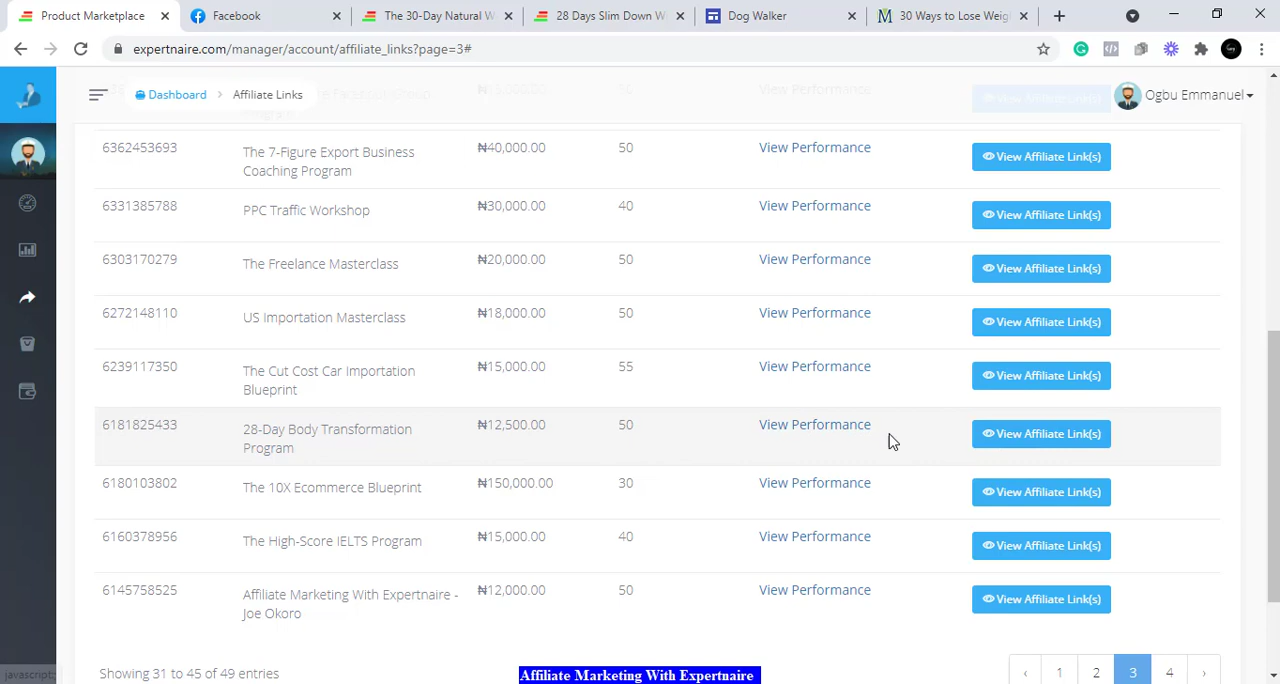 Product Marketplace
Facebook
The 30-Day Natural W
28 Days Slim Down W
Dog Walker
30 Ways to Lose Weig
expertnaire.com/manager/account/affiliate_links?page=3#
Dashboard
Affiliate Links
Ogbu Emmanuel
6362453693 The 7-Figure Export Business ₦40,000.00 50 View Performance View Affiliate Link(s)
Coaching Program
6331385788 PPC Traffic Workshop ₦30,000.00 40 View Performance View Affiliate Link(s)
6303170279 The Freelance Masterclass ₦20,000.00 50 View Performance View Affiliate Link(s)
6272148110 US Importation Masterclass ₦18,000.00 50 View Performance View Affiliate Link(s)
6239117350 The Cut Cost Car Importation ₦15,000.00 55 View Performance View Affiliate Link(s)
Blueprint
6181825433 28-Day Body Transformation ₦12,500.00 50 View Performance View Affiliate Link(s)
Program
6180103802 The 10X Ecommerce Blueprint ₦150,000.00 30 View Performance View Affiliate Link(s)
6160378956 The High-Score IELTS Program ₦15,000.00 40 View Performance View Affiliate Link(s)
6145758525 Affiliate Marketing With Expertnaire - ₦12,000.00 50 View Performance View Affiliate Link(s)
Joe Okoro
Showing 31 to 45 of 49 entries
‹ 1 2 3 4 ›
javascript:
Affiliate Marketing With Expertnaire